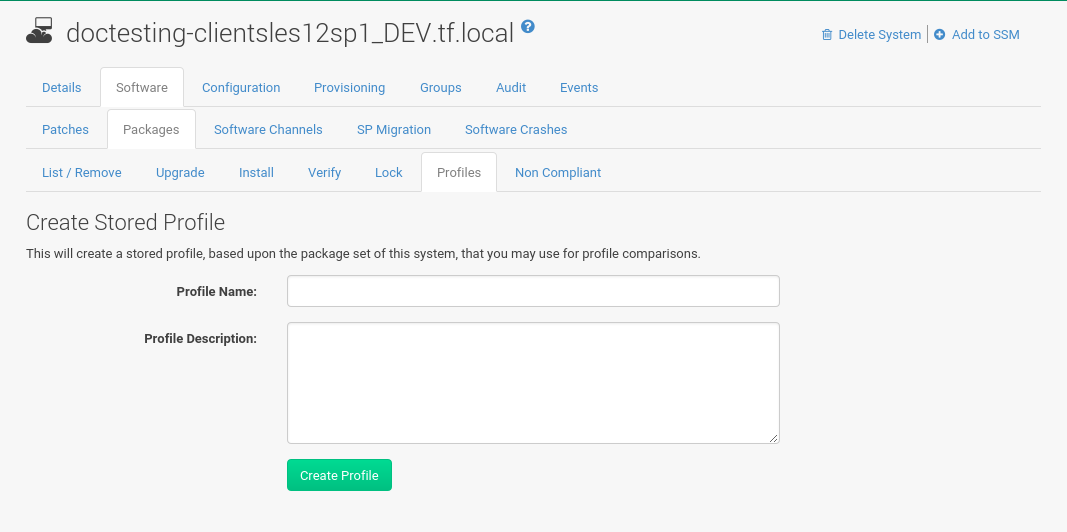 doctesting-clientsles12sp1_DEV.tf.local ?
Delete System Add to SSM
Details Software Configuration Provisioning Groups Audit Events
Patches Packages Software Channels SP Migration Software Crashes
List / Remove Upgrade Install Verify Lock Profiles Non Compliant
Create Stored Profile
This will create a stored profile, based upon the package set of this system, that you may use for profile comparisons.
Profile Name:
Profile Description:
Create Profile